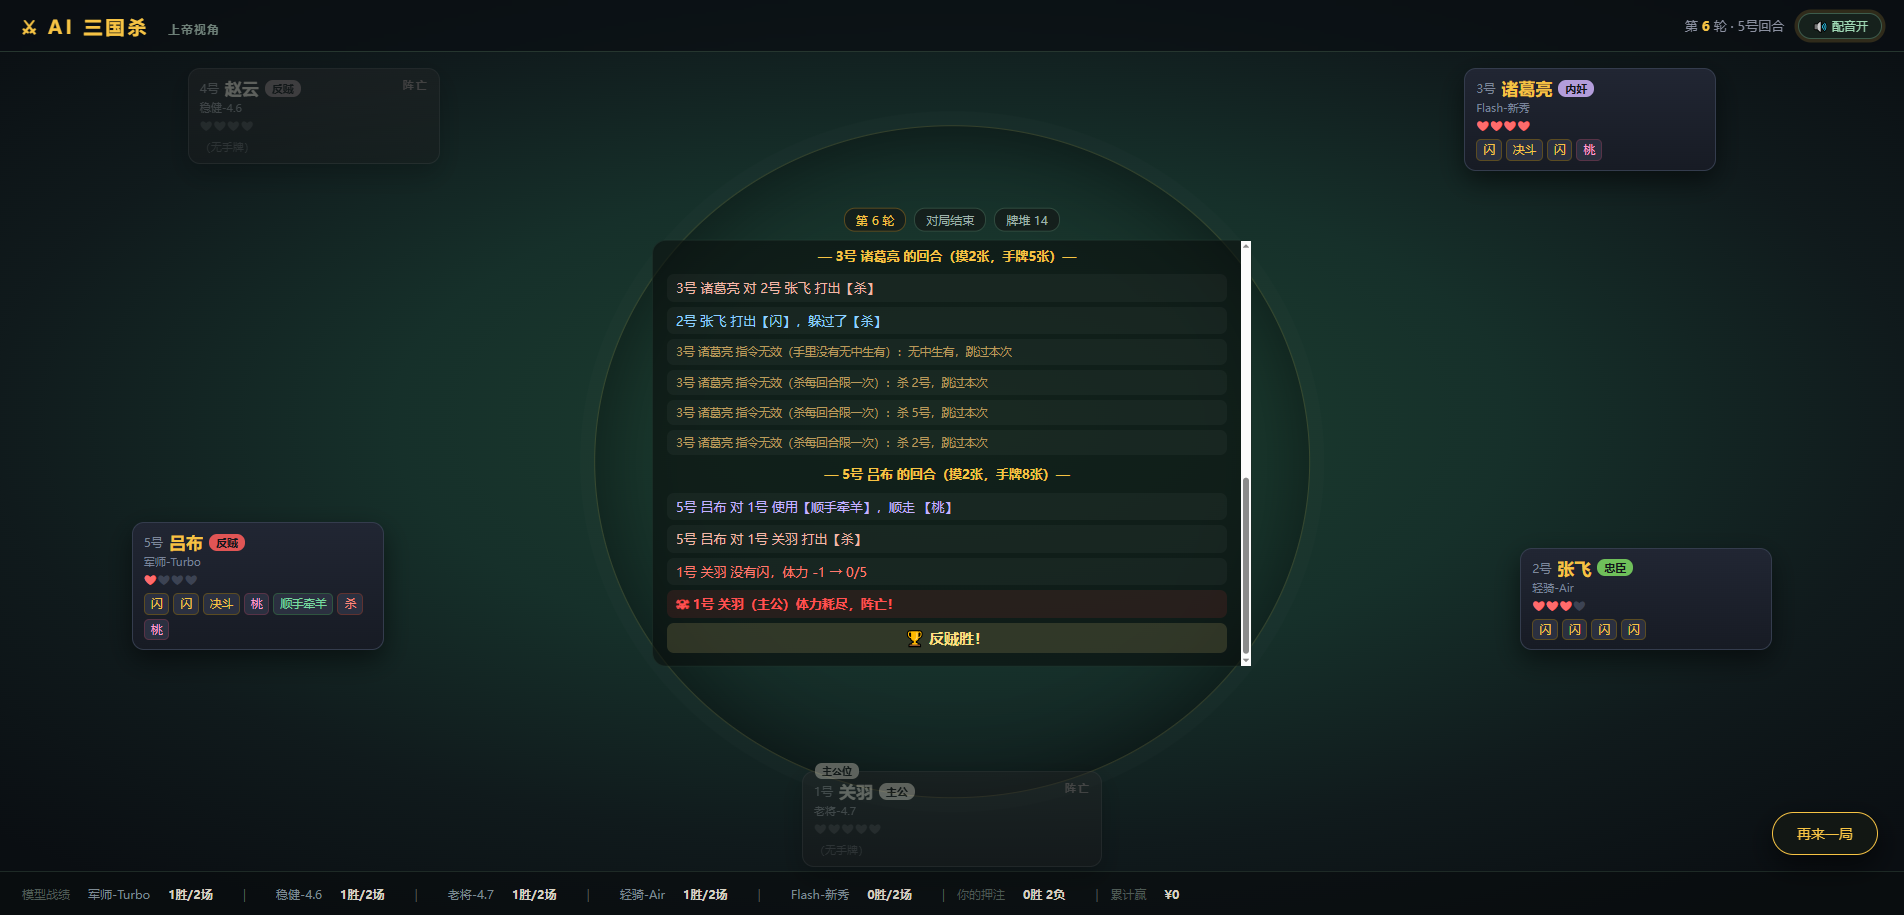 AI 三国杀 上帝视角
第 6 轮 · 5号回合 配音开
4号 赵云 反贼 阵亡
稳健-4.6
(无手牌)
3号 诸葛亮 内奸
Flash-新秀
闪 决斗 闪 桃
第 6 轮 对局结束 牌堆 14
— 3号 诸葛亮 的回合（摸2张，手牌5张）—
3号 诸葛亮 对 2号 张飞 打出【杀】
2号 张飞 打出【闪】，躲过了【杀】
3号 诸葛亮 指令无效（手里没有无中生有）：无中生有，跳过本次
3号 诸葛亮 指令无效（杀每回合限一次）：杀 2号，跳过本次
3号 诸葛亮 指令无效（杀每回合限一次）：杀 5号，跳过本次
3号 诸葛亮 指令无效（杀每回合限一次）：杀 2号，跳过本次
— 5号 吕布 的回合（摸2张，手牌8张）—
5号 吕布 对 1号 使用【顺手牵羊】，顺走 【桃】
5号 吕布 对 1号 关羽 打出【杀】
1号 关羽 没有闪，体力 -1 → 0/5
1号 关羽（主公）体力耗尽，阵亡！
反贼胜！
5号 吕布 反贼
军师-Turbo
闪 闪 决斗 桃 顺手牵羊 杀
桃
2号 张飞 忠臣
轻骑-Air
闪 闪 闪 闪
主公位
1号 关羽 主公 阵亡
老将-4.7
(无手牌)
再来一局
模型战绩 军师-Turbo 1胜/2场 | 稳健-4.6 1胜/2场 | 老将-4.7 1胜/2场 | 轻骑-Air 1胜/2场 | Flash-新秀 0胜/2场 | 你的押注 0胜 2负 | 累计赢 ¥0